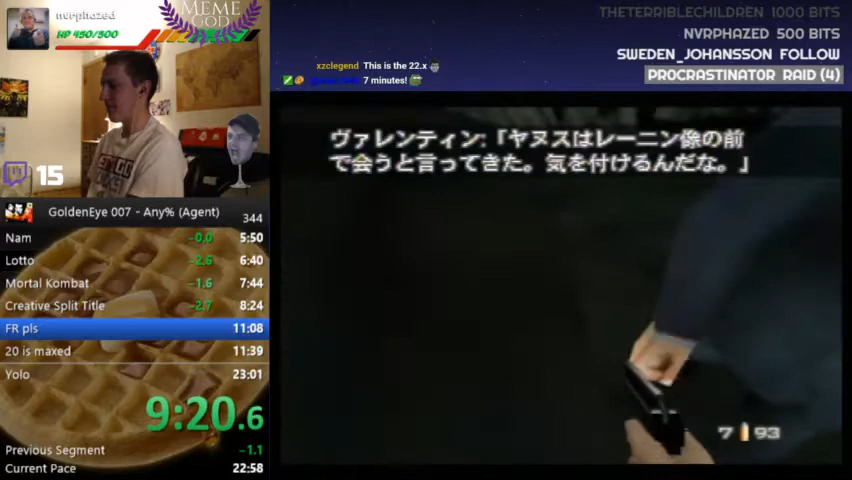 nvrphazed
HP 450/500
MEME
GOD
15
THETERRIBLECHILDREN 1000 BITS
NVRPHAZED 500 BITS
SWEDEN_JOHANSSON FOLLOW
PROCRASTINATOR RAID (4)
xzclegend This is the 22.x
7 minutes!
ヴァレンティン:「ヤヌスはレーニン像の前
で会うと言ってきた。気を付けるんだな。」
GoldenEye 007 - Any% (Agent)
344
Nam -0.0 5:50
Lotto -2.6 6:40
Mortal Kombat -1.6 7:44
Creative Split Title -2.7 8:24
FR pls 11:08
20 is maxed 11:39
Yolo 23:01
9:20.6
Previous Segment -1.1
Current Pace 22:58
7 93